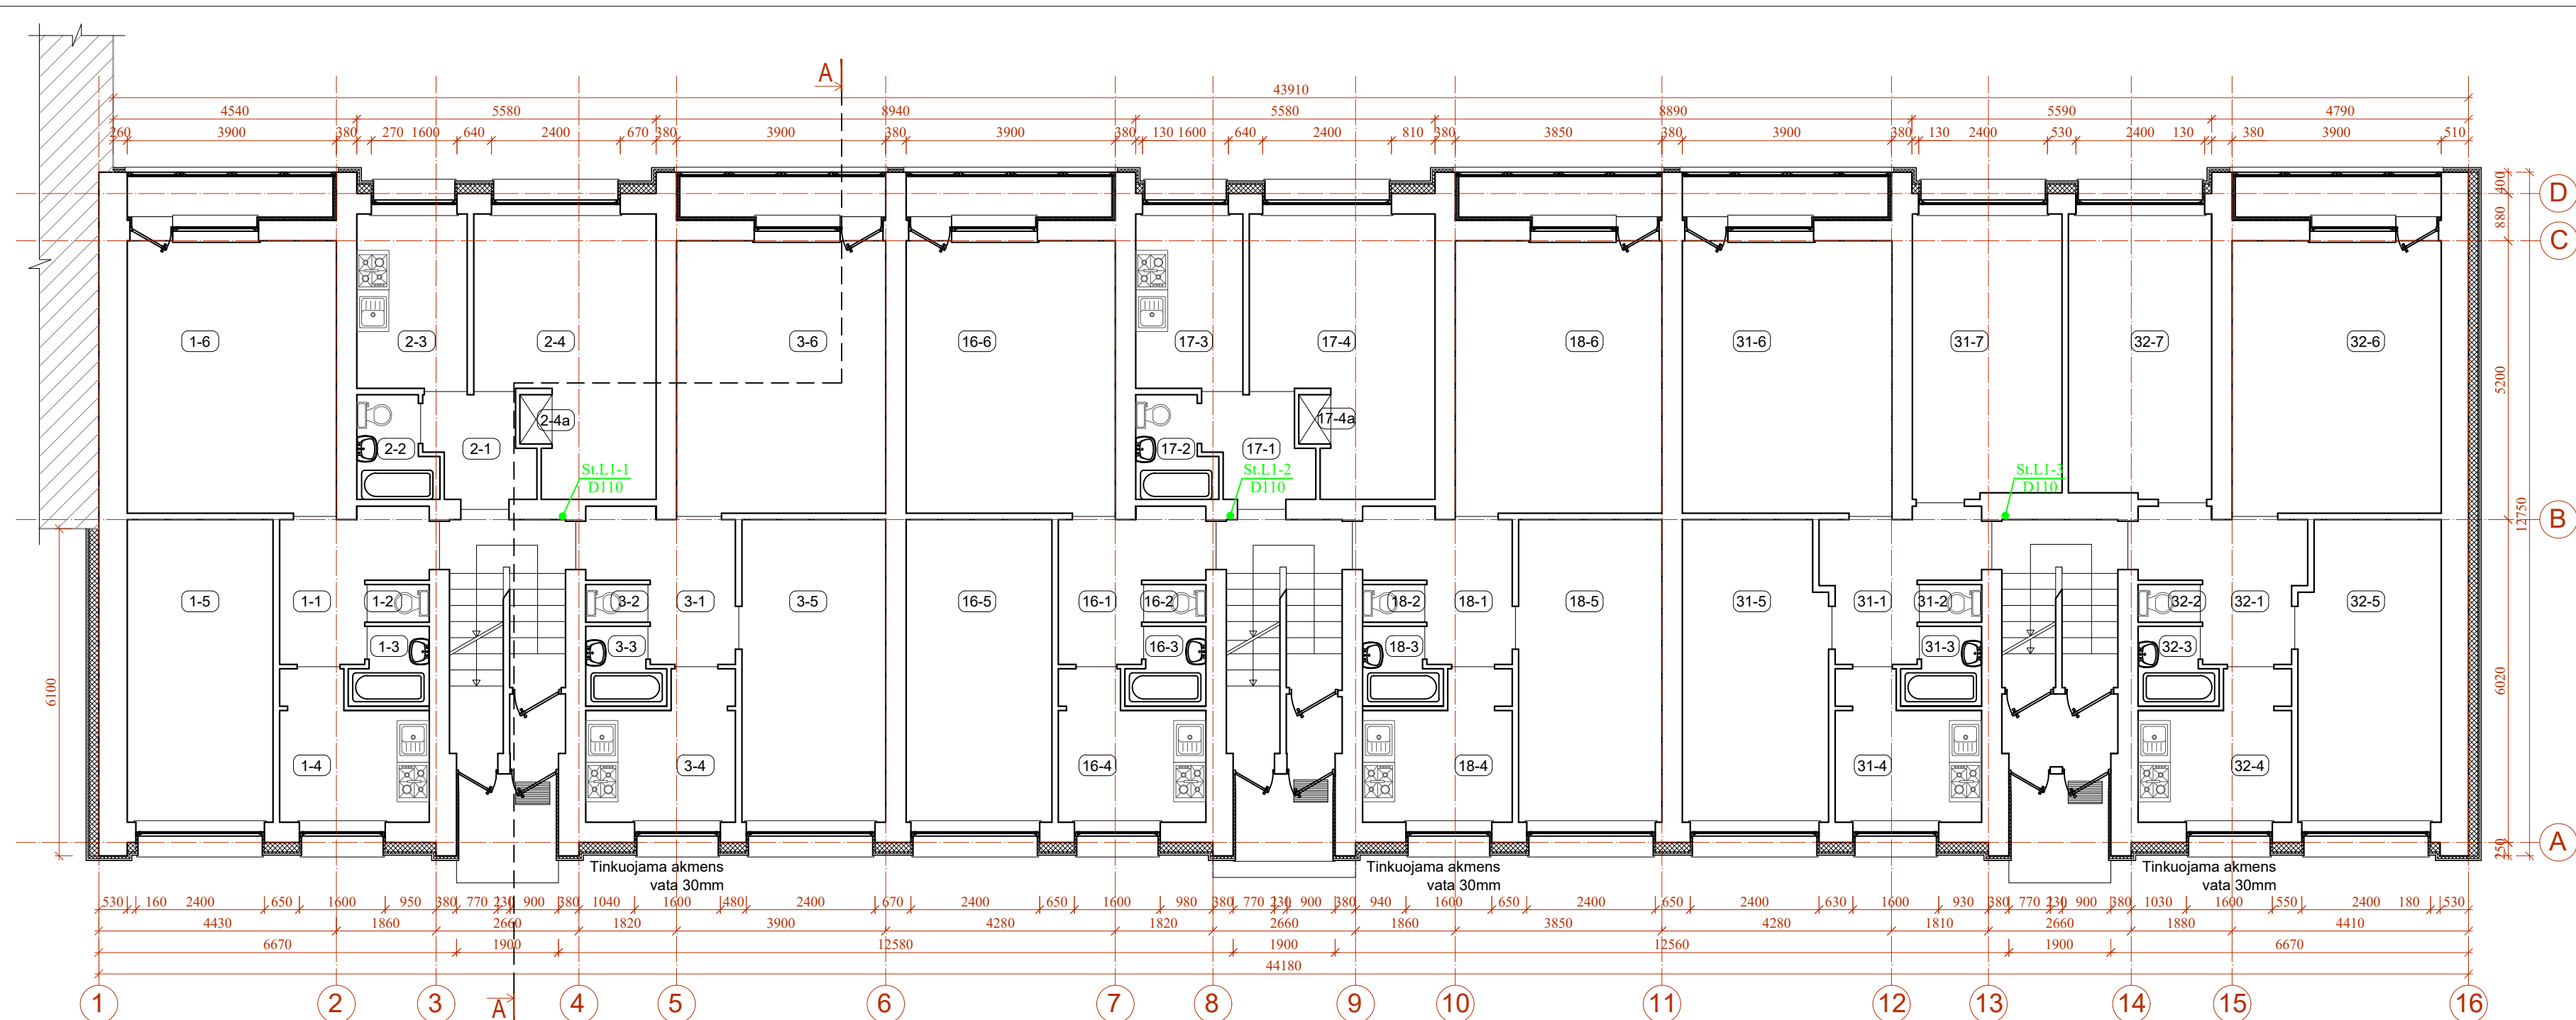 A
43910
4540 5580 8940 5580 8890 5590 4790
260 3900 380 270 1600 640 2400 670 380 3900 380 3900 380 130 1600 640 2400 810 380 3850 380 3900 380 130 2400 530 2400 130 380 3900 510
400 D
880 C
1-6 2-3 2-4 3-6 16-6 17-3 17-4 18-6 31-6 31-7 32-7 32-6
5200
2-4a 17-4a
2-2 2-1 17-2 17-1
St.L1-1 St.L1-2 St.L1-3
D110 D110 D110
12750 B
1-5 1-1 1-2 3-2 3-1 3-5 16-5 16-1 16-2 18-2 18-1 18-5 31-5 31-1 31-2 32-2 32-1 32-5
1-3 3-3 16-3 18-3 31-3 32-3
6100 6020
1-4 3-4 16-4 18-4 31-4 32-4
250 A
Tinkuojama akmens Tinkuojama akmens Tinkuojama akmens
vata 30mm vata 30mm vata 30mm
530 160 2400 650 1600 950 380 770 230 900 380 1040 1600 480 2400 670 2400 650 1600 980 380 770 230 900 380 940 1600 650 2400 650 2400 630 1600 930 380 770 230 900 380 1030 1600 550 2400 180 530
4430 1860 2660 1820 3900 4280 1820 2660 1860 3850 4280 1810 2660 1880 4410
6670 1900 12580 1900 12560 1900 6670
44180
1 2 3 A 4 5 6 7 8 9 10 11 12 13 14 15 16